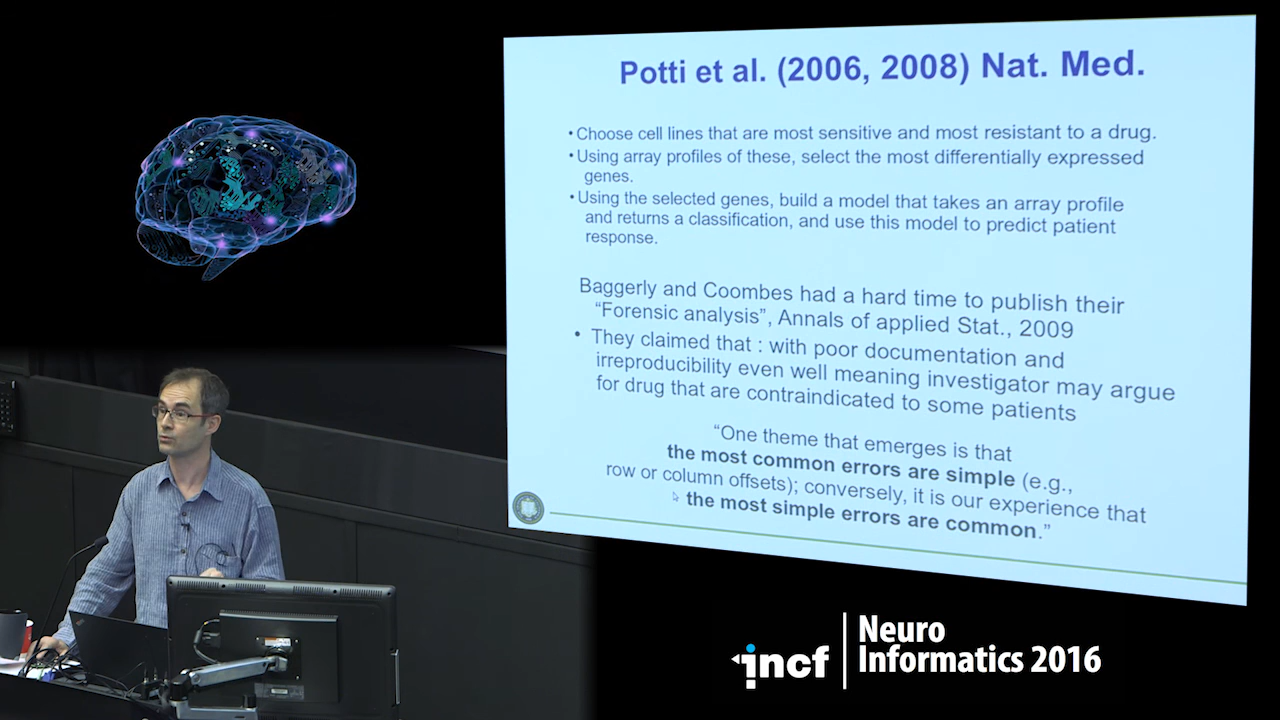 Potti et al. (2006, 2008) Nat. Med.
• Choose cell lines that are most sensitive and most resistant to a drug.
• Using array profiles of these, select the most differentially expressed
genes.
• Using the selected genes, build a model that takes an array profile
and returns a classification, and use this model to predict patient
response.
Baggerly and Coombes had a hard time to publish their
“Forensic analysis”, Annals of applied Stat., 2009
• They claimed that : with poor documentation and
irreproducibility even well meaning investigator may argue
for drug that are contraindicated to some patients
“One theme that emerges is that
the most common errors are simple (e.g.,
row or column offsets); conversely, it is our experience that
the most simple errors are common.”
incf
Neuro
Informatics 2016